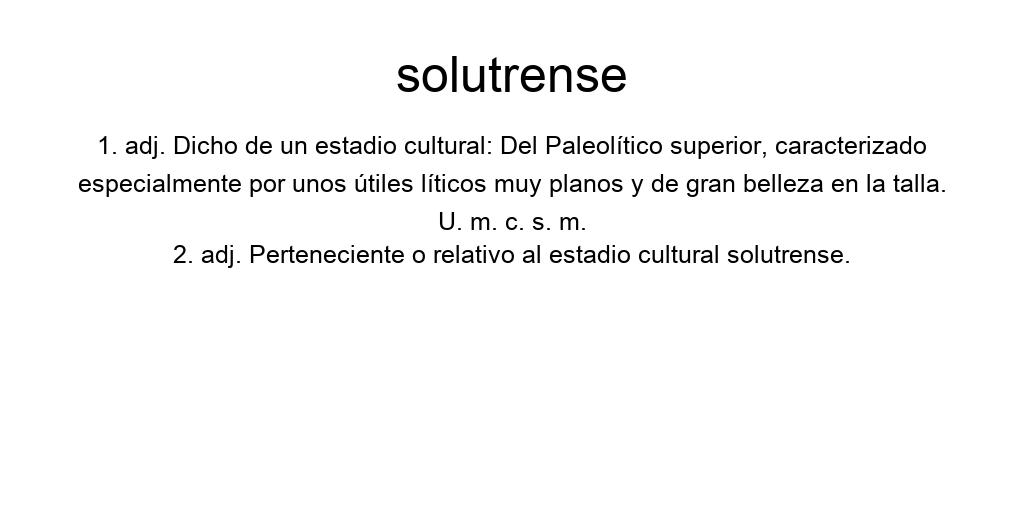 solutrense
1. adj. Dicho de un estadio cultural: Del Paleolítico superior, caracterizado
especialmente por unos útiles líticos muy planos y de gran belleza en la talla.
U. m. c. s. m.
2. adj. Perteneciente o relativo al estadio cultural solutrense.